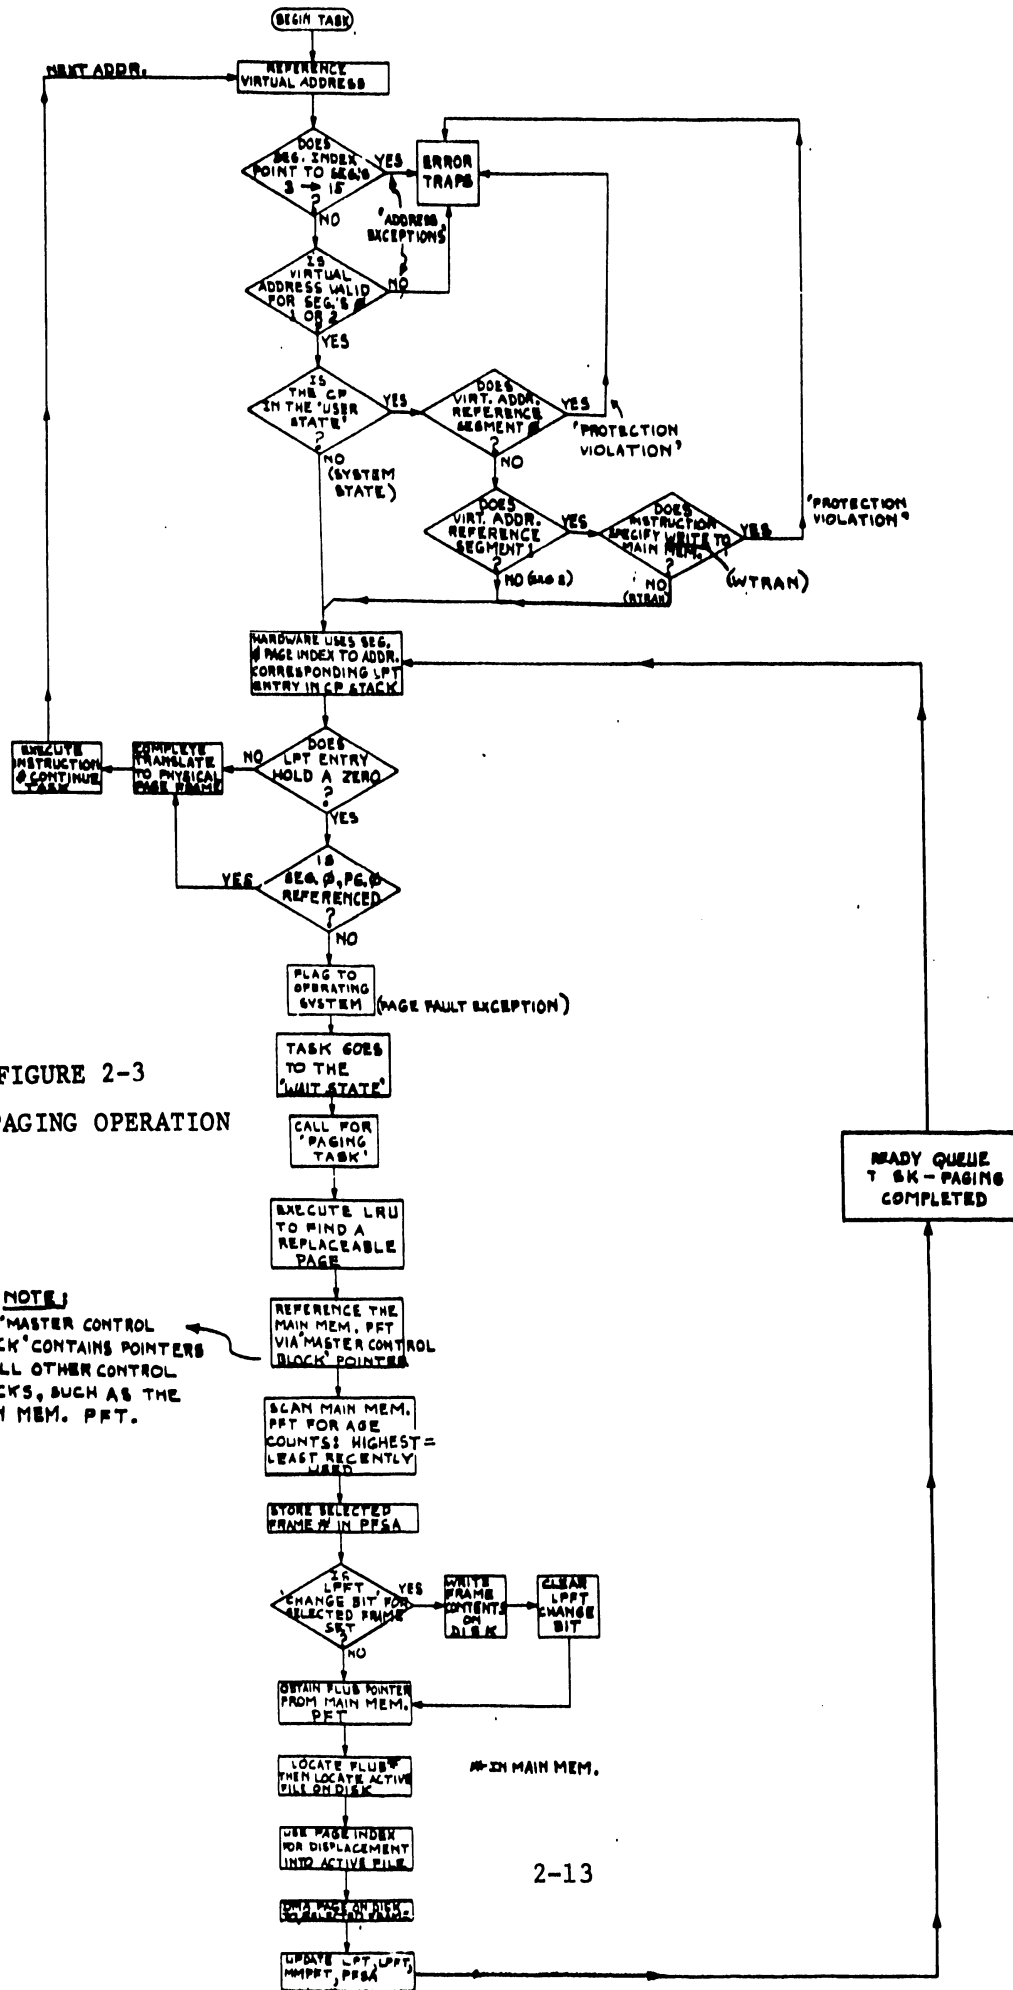 BEGIN TASK
NEXT ADDR.
REFERENCE
VIRTUAL ADDRESS
DOES
SEG. INDEX
POINT TO SEG.'S
3 → 15
?
YES
NO
ERROR
TRAPS
'ADDRESS
EXCEPTIONS'
IS
VIRTUAL
ADDRESS VALID
FOR SEG.'S Ø
1 OR 2
?
NO
YES
IS
THE CP
IN THE 'USER
STATE'
?
YES
NO
(SYSTEM
STATE)
DOES
VIRT. ADDR.
REFERENCE
SEGMENT Ø
?
YES
NO
'PROTECTION
VIOLATION'
DOES
VIRT. ADDR.
REFERENCE
SEGMENT 1
?
YES
NO (SEG 2)
DOES
INSTRUCTION
SPECIFY WRITE TO
MAIN MEM.
?
YES
NO
(RTRAN)
(WTRAN)
'PROTECTION
VIOLATION'
HARDWARE USES SEG.
& PAGE INDEX TO ADDR.
CORRESPONDING LPT
ENTRY IN CP STACK
DOES
LPT ENTRY
HOLD A ZERO
?
NO
YES
COMPLETE
TRANSLATE
TO PHYSICAL
PAGE FRAME
EXECUTE
INSTRUCTION
& CONTINUE
TASK
IS
SEG. Ø, PG. Ø
REFERENCED
?
YES
NO
FLAG TO
OPERATING
SYSTEM
(PAGE FAULT EXCEPTION)
TASK GOES
TO THE
'WAIT STATE'
FIGURE 2-3
PAGING OPERATION
CALL FOR
'PAGING
TASK'
READY QUEUE
T SK - PAGING
COMPLETED
EXECUTE LRU
TO FIND A
REPLACEABLE
PAGE
NOTE:
'MASTER CONTROL
CK' CONTAINS POINTERS
LL OTHER CONTROL
CKS, SUCH AS THE
N MEM. PFT.
REFERENCE THE
MAIN MEM. PFT
VIA 'MASTER CONTROL
BLOCK' POINTER
SCAN MAIN MEM.
PFT FOR AGE
COUNTS: HIGHEST =
LEAST RECENTLY
USED
STORE SELECTED
FRAME # IN PFSA
IS
LPFT
'CHANGE BIT' FOR
SELECTED FRAME
SET
?
YES
NO
WRITE
FRAME
CONTENTS
ON
DISK
CLEAR
LPFT
CHANGE
BIT
OBTAIN FLUB POINTER
FROM MAIN MEM.
PFT
LOCATE FLUB*
THEN LOCATE ACTIVE
FILE ON DISK
* IN MAIN MEM.
USE PAGE INDEX
FOR DISPLACEMENT
INTO ACTIVE FILE
DMA PAGE ON DISK
TO SELECTED FRAME
UPDATE LPT, LPFT,
MMPFT, PFSA
2-13